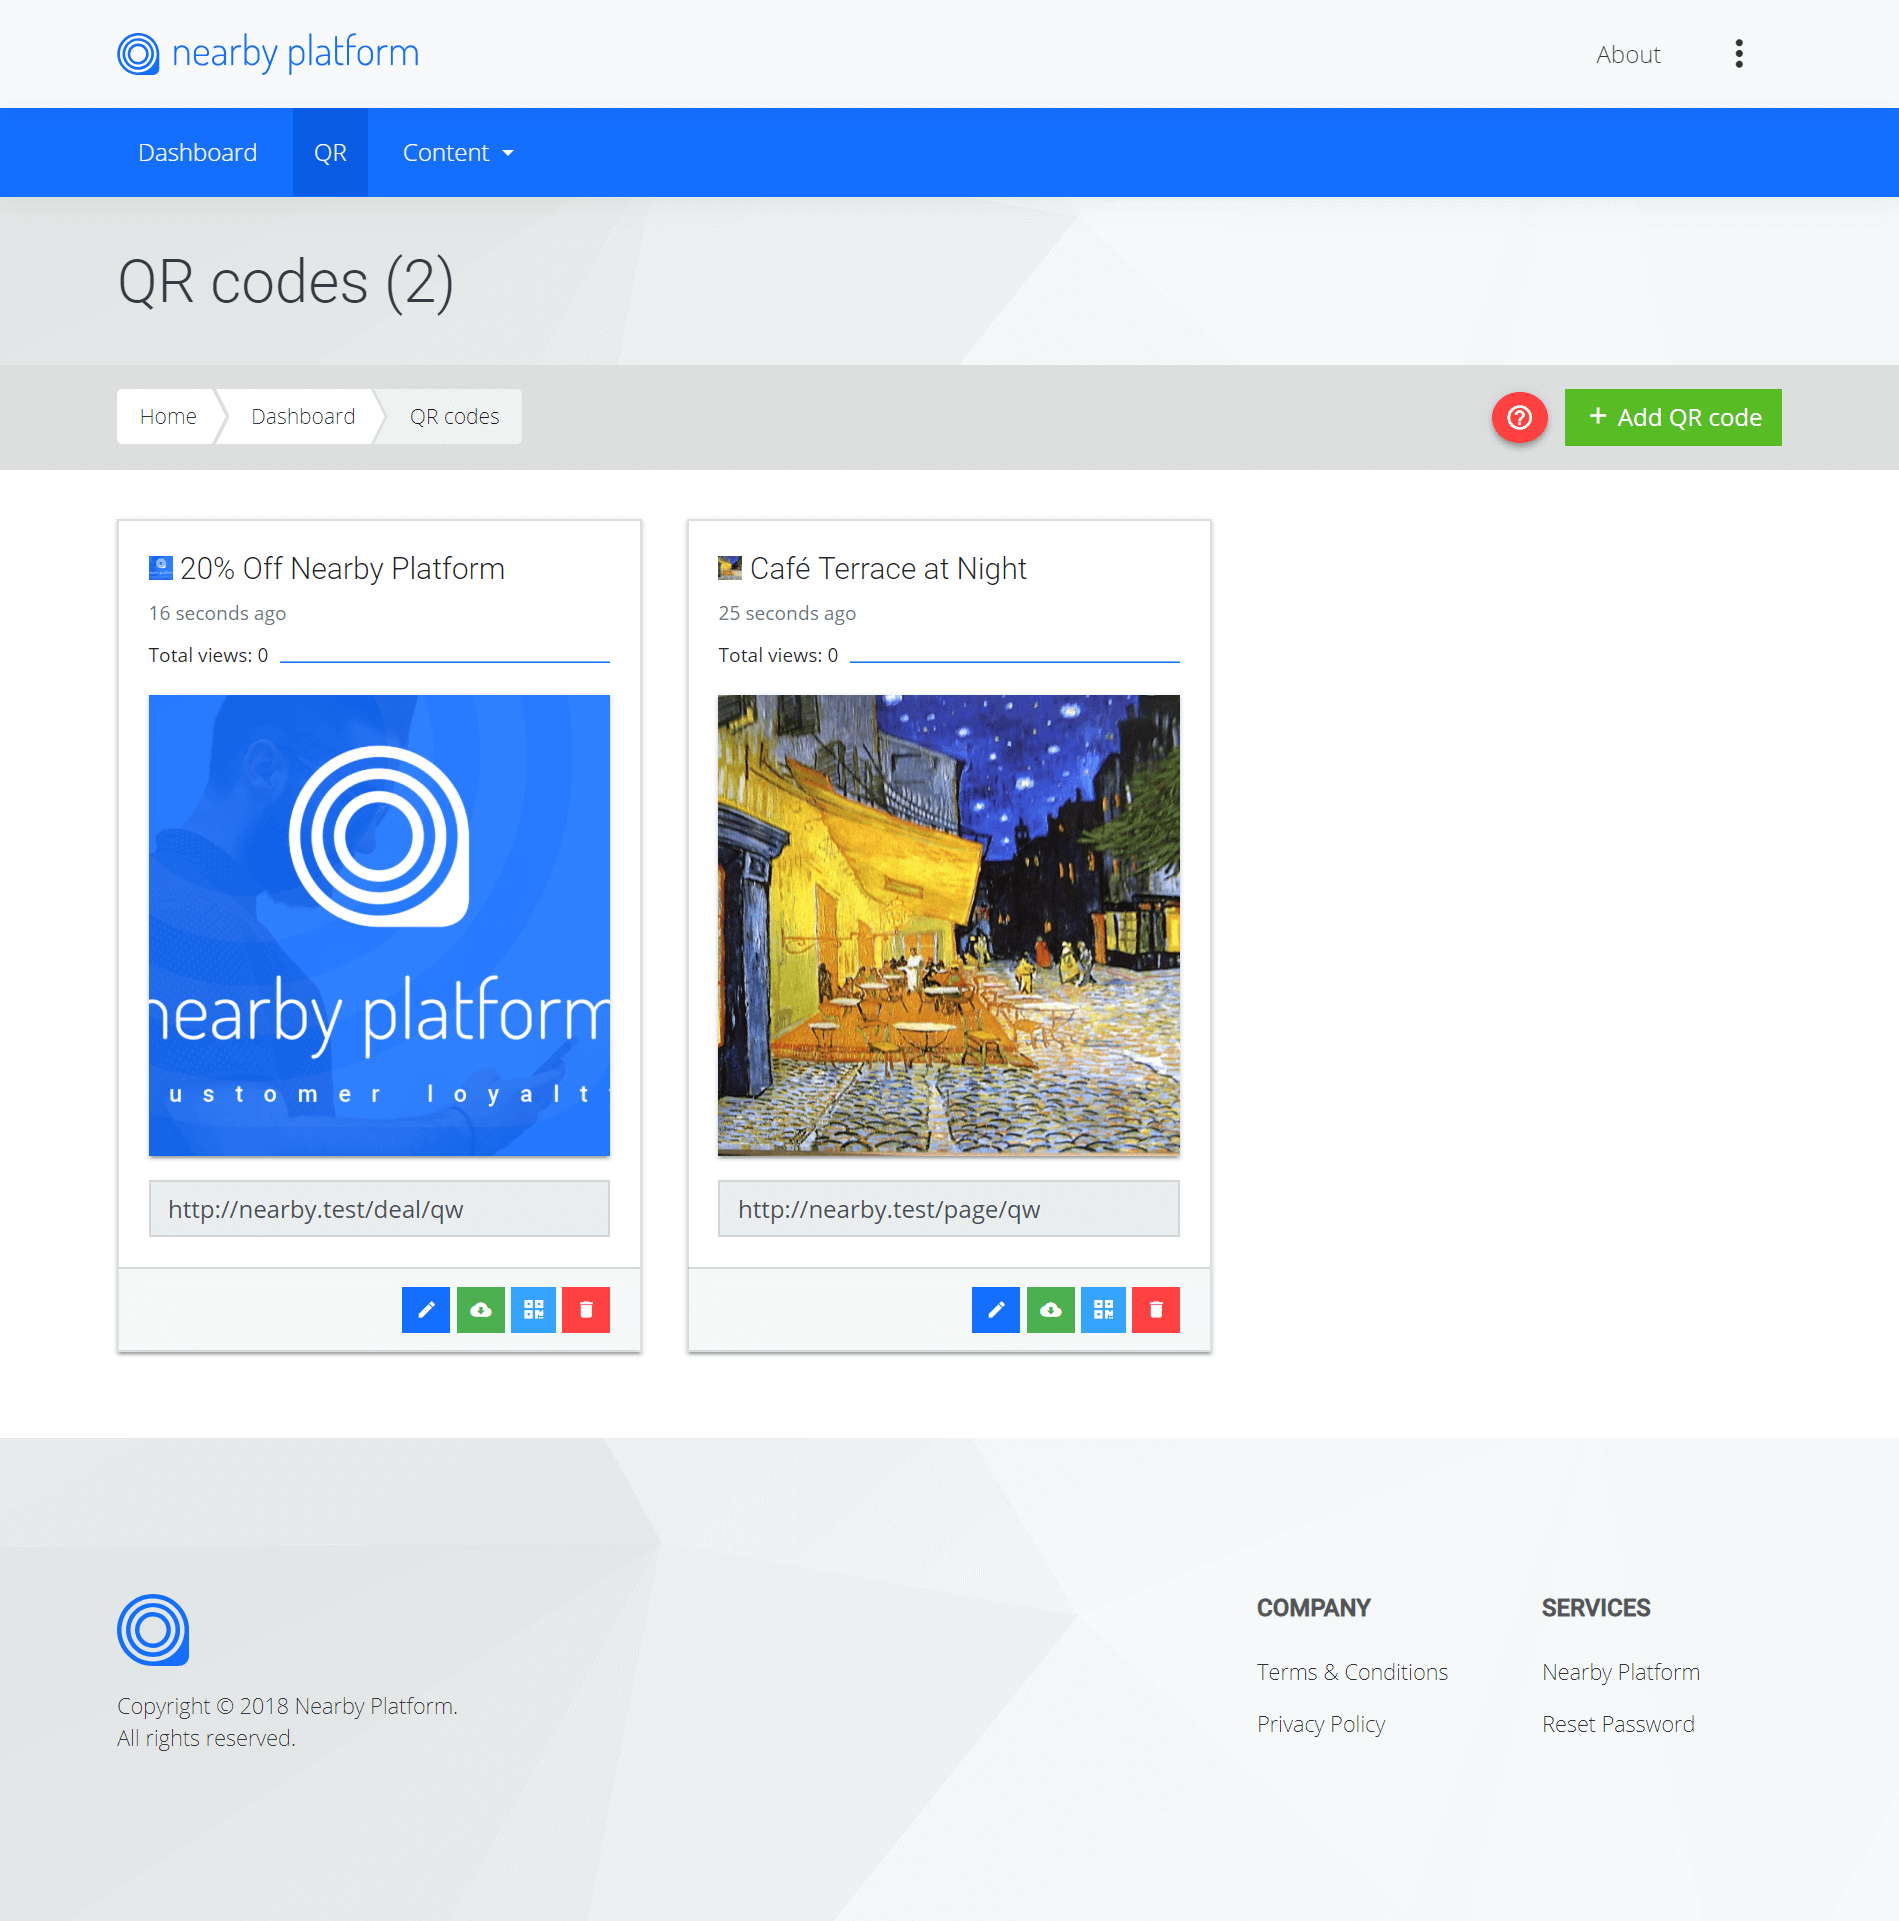 nearby platform
About
Dashboard QR Content
QR codes (2)
Home Dashboard QR codes
+ Add QR code
20% Off Nearby Platform
16 seconds ago
Total views: 0
nearby platform
ustomer loyalt
http://nearby.test/deal/qw
Café Terrace at Night
25 seconds ago
Total views: 0
http://nearby.test/page/qw
Copyright © 2018 Nearby Platform.
All rights reserved.
COMPANY
Terms & Conditions
Privacy Policy
SERVICES
Nearby Platform
Reset Password